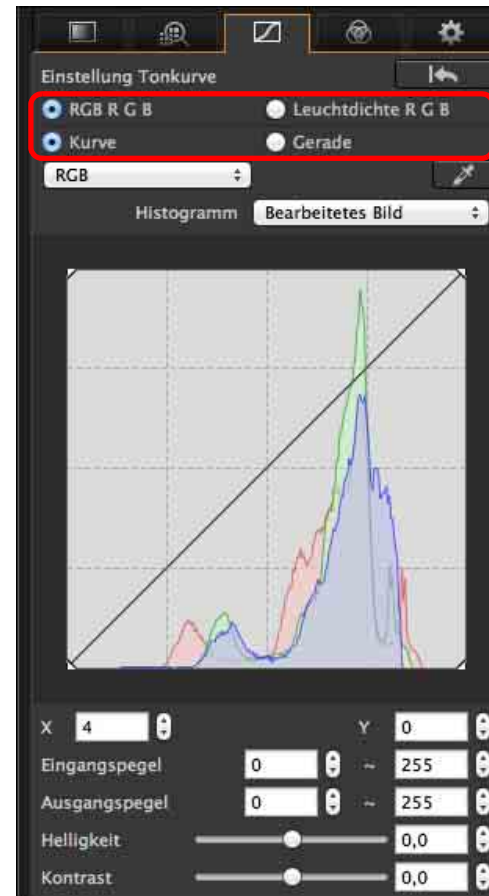 Einstellung Tonkurve
RGB R G B Leuchtdichte R G B
Kurve Gerade
RGB
Histogramm Bearbeitetes Bild
X 4 Y 0
Eingangspegel 0 ~ 255
Ausgangspegel 0 ~ 255
Helligkeit 0,0
Kontrast 0,0